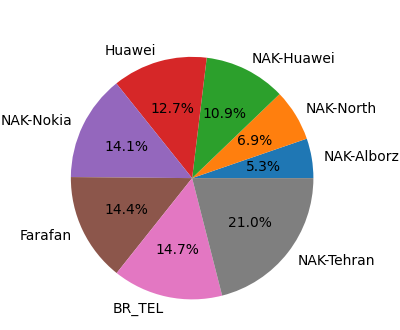 Huawei
NAK-Huawei
NAK-North
NAK-Alborz
NAK-Nokia
Farafan
BR_TEL
NAK-Tehran
12.7%
10.9%
6.9%
5.3%
14.1%
14.4%
14.7%
21.0%